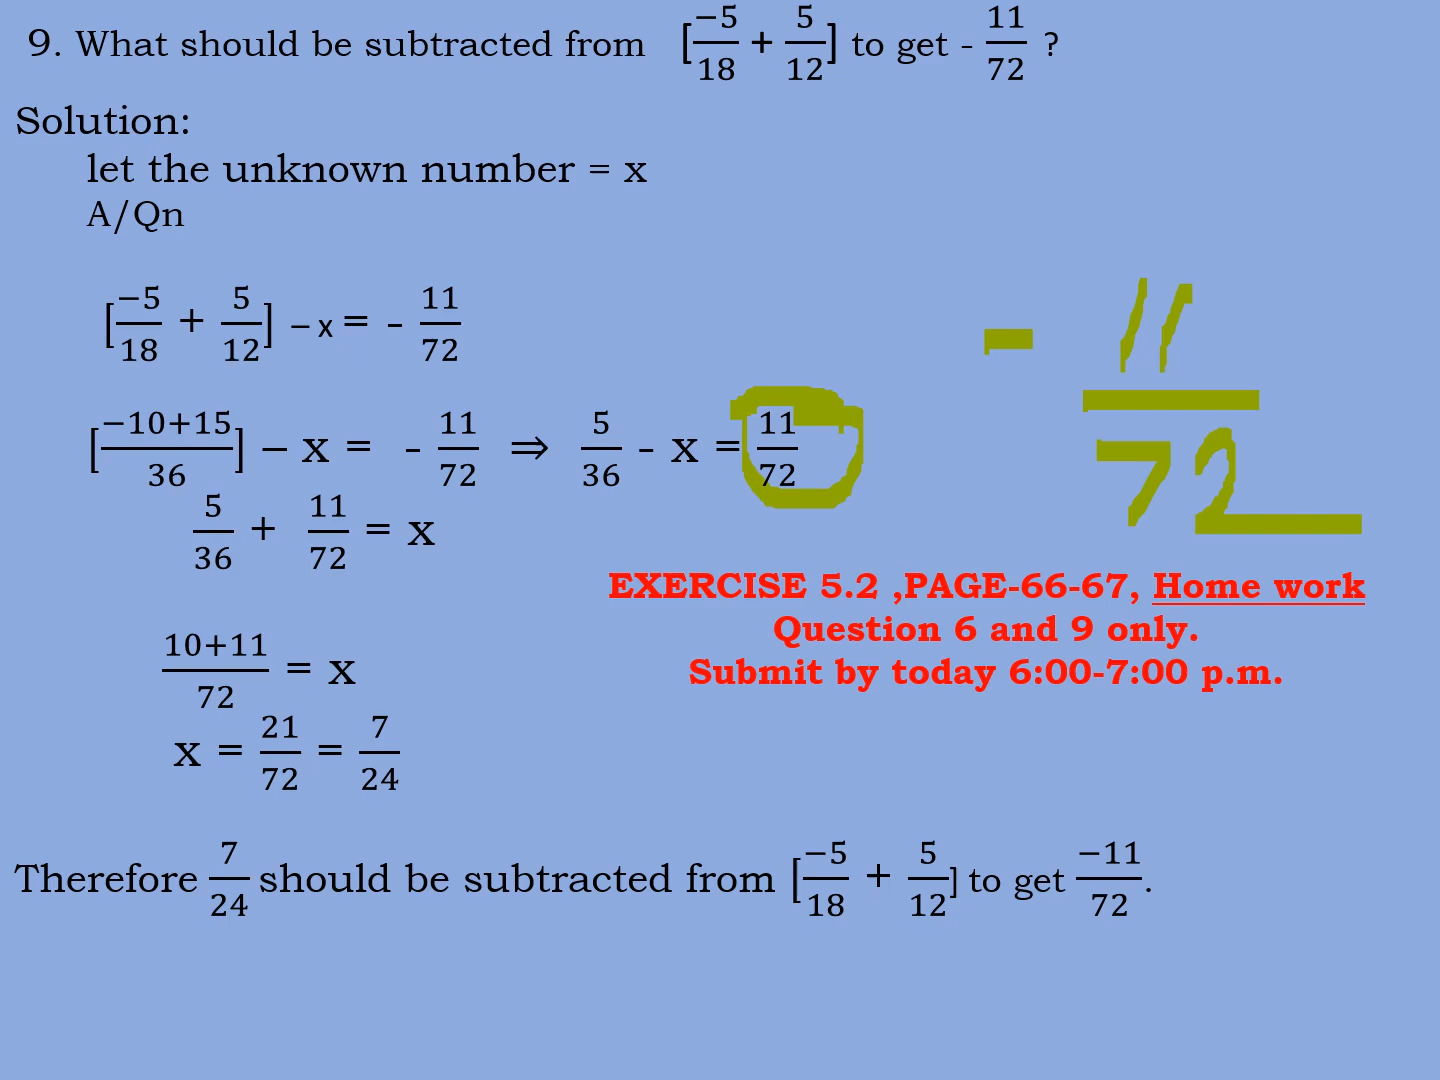 9. What should be subtracted from [−5/18 + 5/12] to get - 11/72 ?
Solution:
let the unknown number = x
A/Qn
[−5/18 + 5/12] − x = - 11/72
- 11/72
[−10+15/36] − x = - 11/72 ⇒ 5/36 - x = 11/72
5/36 + 11/72 = x
EXERCISE 5.2 ,PAGE-66-67, Home work
Question 6 and 9 only.
Submit by today 6:00-7:00 p.m.
10+11/72 = x
x = 21/72 = 7/24
Therefore 7/24 should be subtracted from [−5/18 + 5/12] to get −11/72.